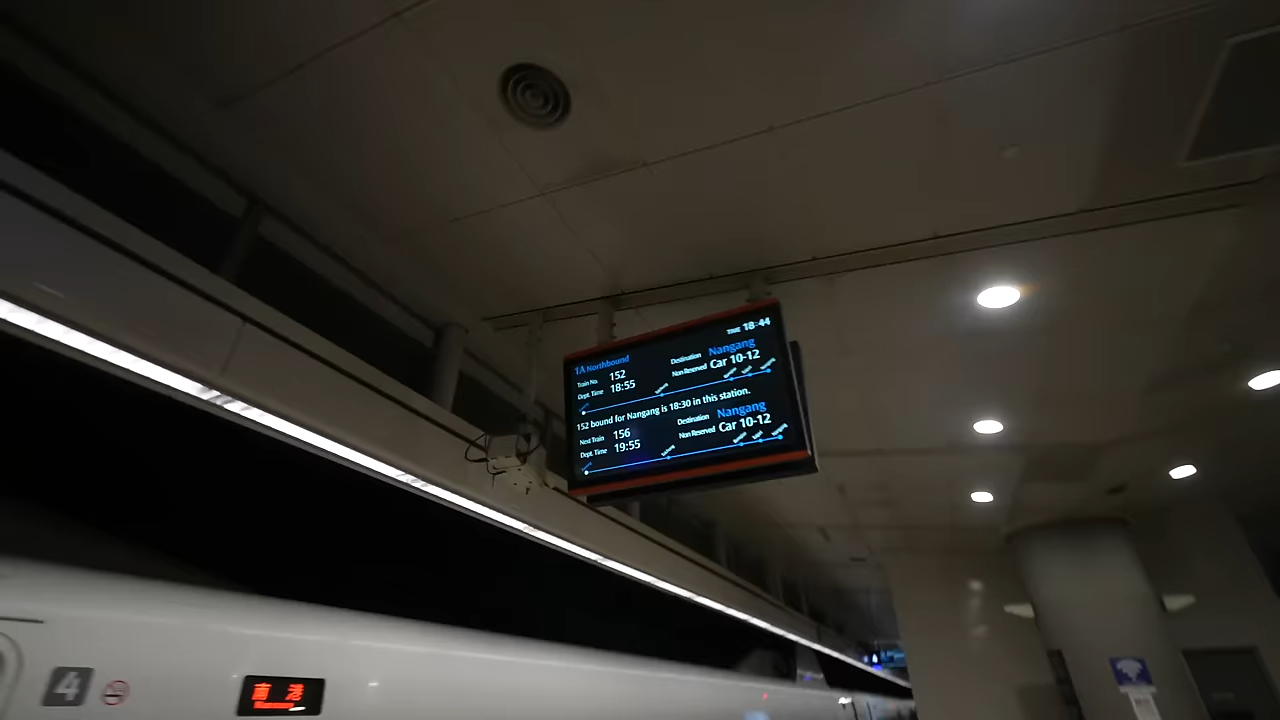 TIME 18:44
1A Northbound
Destination Nangang
Train No. 152
Non Reserved Car 10-12
Dept. Time 18:55
152 bound for Nangang is 18:30 in this station.
Destination Nangang
Next Train 156
Non Reserved Car 10-12
Dept. Time 19:55
4
南港